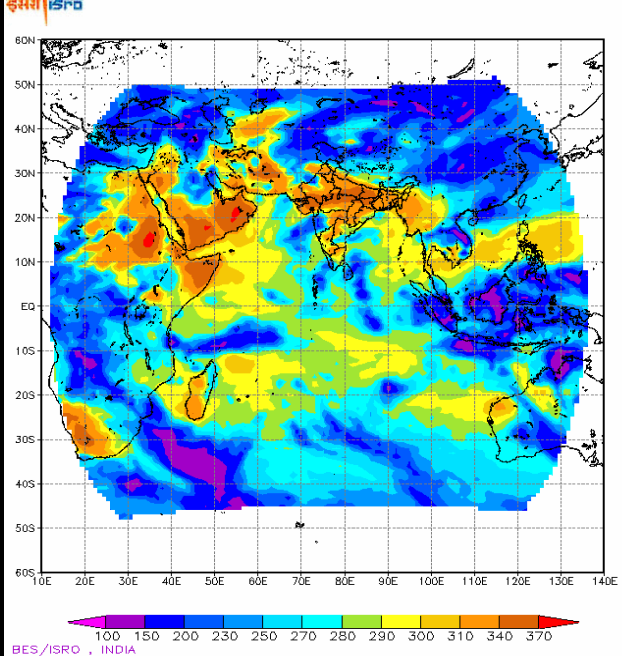 इसरो isro
60N
50N
40N
30N
20N
10N
EQ
10S
20S
30S
40S
50S
60S
10E 20E 30E 40E 50E 60E 70E 80E 90E 100E 110E 120E 130E 140E
100 150 200 230 250 270 280 290 300 310 340 370
BES/ISRO , INDIA